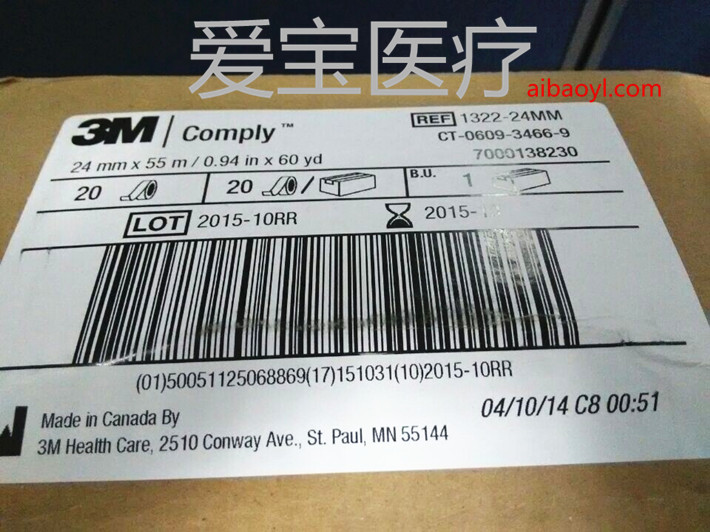 爱宝医疗
aibaoyl.com
3M Comply™
REF 1322-24MM
CT-0609-3466-9
7000138230
24 mm x 55 m / 0.94 in x 60 yd
20 20 / B.U. 1
LOT 2015-10RR 2015-1
(01)50051125068869(17)151031(10)2015-10RR
04/10/14 C8 00:51
Made in Canada By
3M Health Care, 2510 Conway Ave., St. Paul, MN 55144